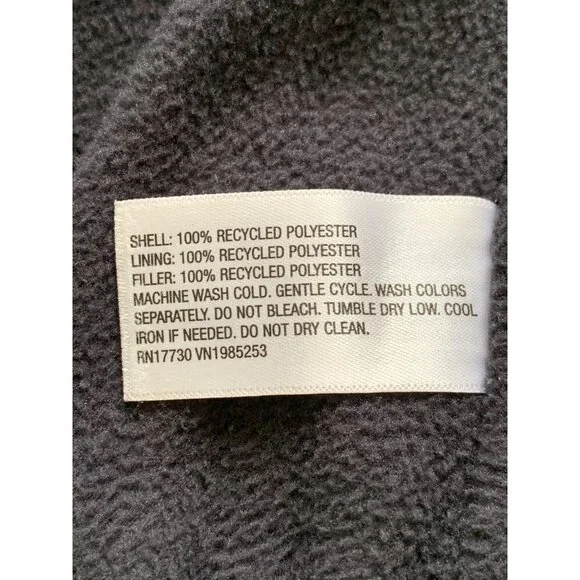 SHELL: 100% RECYCLED POLYESTER
LINING: 100% RECYCLED POLYESTER
FILLER: 100% RECYCLED POLYESTER
MACHINE WASH COLD. GENTLE CYCLE. WASH COLORS
SEPARATELY. DO NOT BLEACH. TUMBLE DRY LOW. COOL
IRON IF NEEDED. DO NOT DRY CLEAN.
RN17730 VN1985253